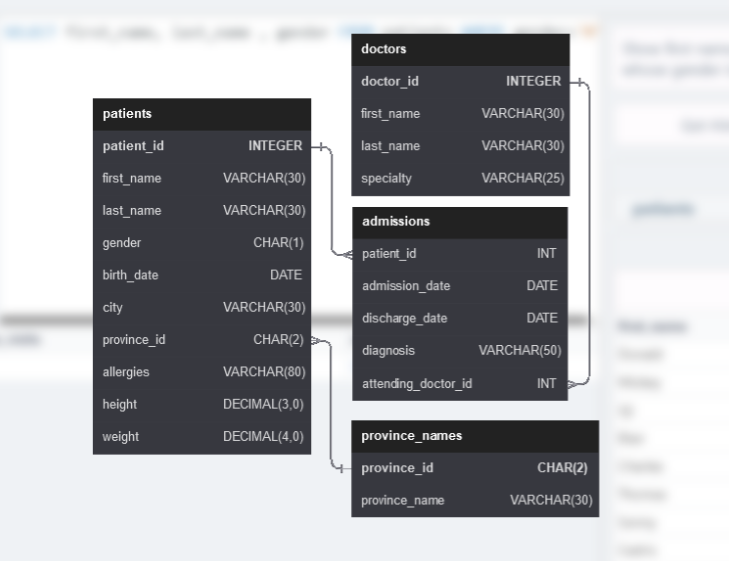 doctors
doctor_id INTEGER
first_name VARCHAR(30)
last_name VARCHAR(30)
specialty VARCHAR(25)
patients
patient_id INTEGER
first_name VARCHAR(30)
last_name VARCHAR(30)
gender CHAR(1)
birth_date DATE
city VARCHAR(30)
province_id CHAR(2)
allergies VARCHAR(80)
height DECIMAL(3,0)
weight DECIMAL(4,0)
admissions
patient_id INT
admission_date DATE
discharge_date DATE
diagnosis VARCHAR(50)
attending_doctor_id INT
province_names
province_id CHAR(2)
province_name VARCHAR(30)